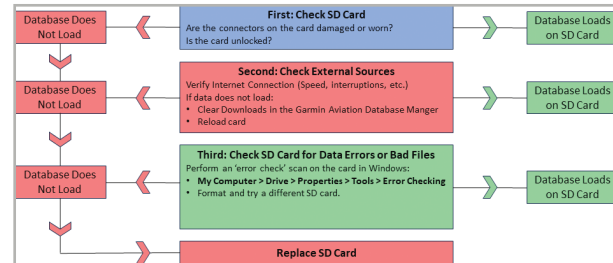 Database Does
Not Load
First: Check SD Card
Are the connectors on the card damaged or worn?
Is the card unlocked?
Database Loads
on SD Card
Database Does
Not Load
Second: Check External Sources
Verify Internet Connection (Speed, interruptions, etc.)
If data does not load:
• Clear Downloads in the Garmin Aviation Database Manger
• Reload card
Database Loads
on SD Card
Database Does
Not Load
Third: Check SD Card for Data Errors or Bad Files
Perform an 'error check' scan on the card in Windows:
• My Computer > Drive > Properties > Tools > Error Checking
• Format and try a different SD card.
Database Loads
on SD Card
Replace SD Card